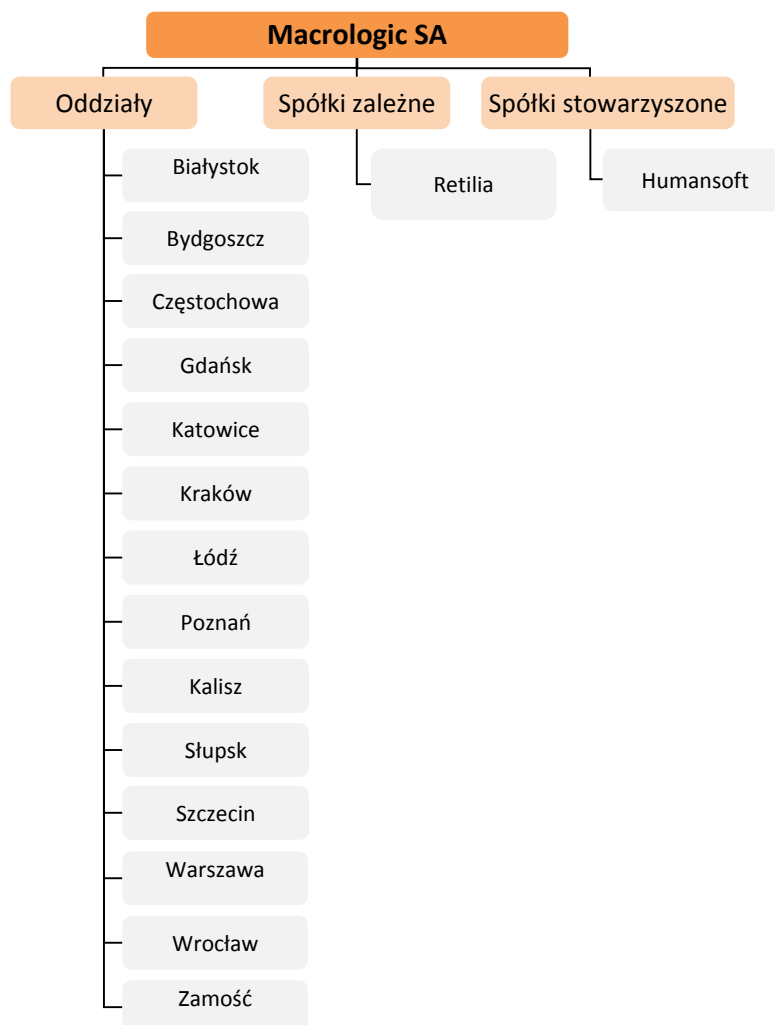 Macrologic SA
Oddziały
Spółki zależne
Spółki stowarzyszone
Białystok
Retilia
Humansoft
Bydgoszcz
Częstochowa
Gdańsk
Katowice
Kraków
Łódź
Poznań
Kalisz
Słupsk
Szczecin
Warszawa
Wrocław
Zamość